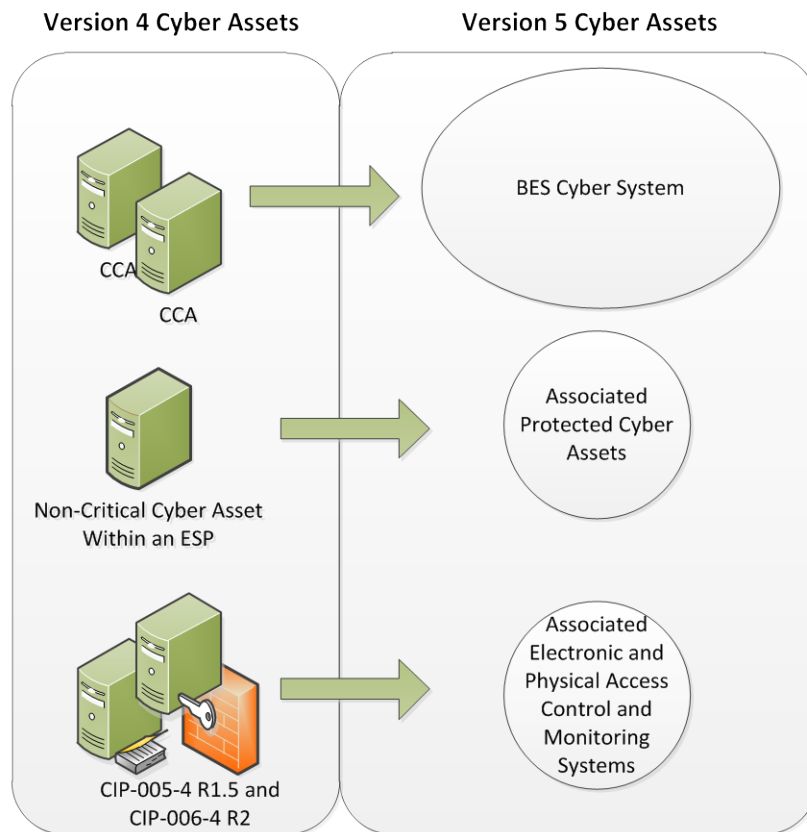 Version 4 Cyber Assets
Version 5 Cyber Assets
CCA
CCA
BES Cyber System
Non-Critical Cyber Asset
Within an ESP
Associated
Protected Cyber
Assets
CIP-005-4 R1.5 and
CIP-006-4 R2
Associated
Electronic and
Physical Access
Control and
Monitoring
Systems